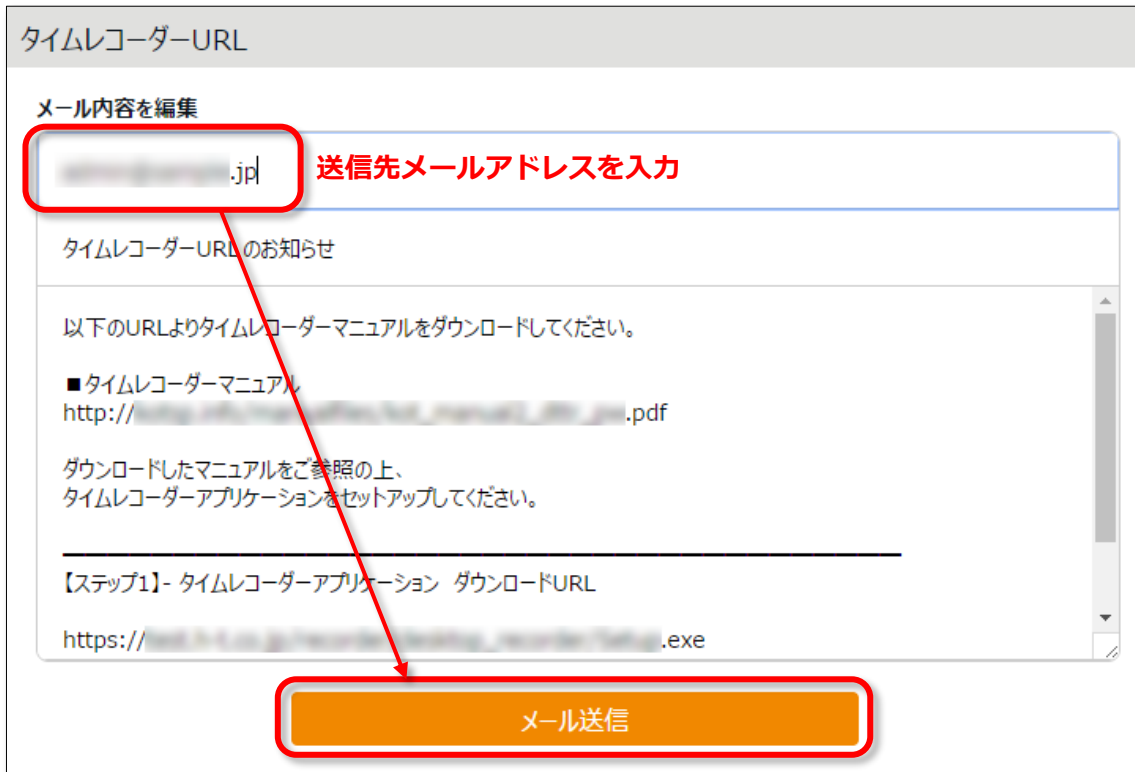 タイムレコーダーURL
メール内容を編集
.jp
送信先メールアドレスを入力
タイムレコーダーURLのお知らせ
以下のURLよりタイムレコーダーマニュアルをダウンロードしてください。
■タイムレコーダーマニュアル
http:// .pdf
ダウンロードしたマニュアルをご参照の上、
タイムレコーダーアプリケーションをセットアップしてください。
【ステップ1】- タイムレコーダーアプリケーション ダウンロードURL
https:// .exe
メール送信